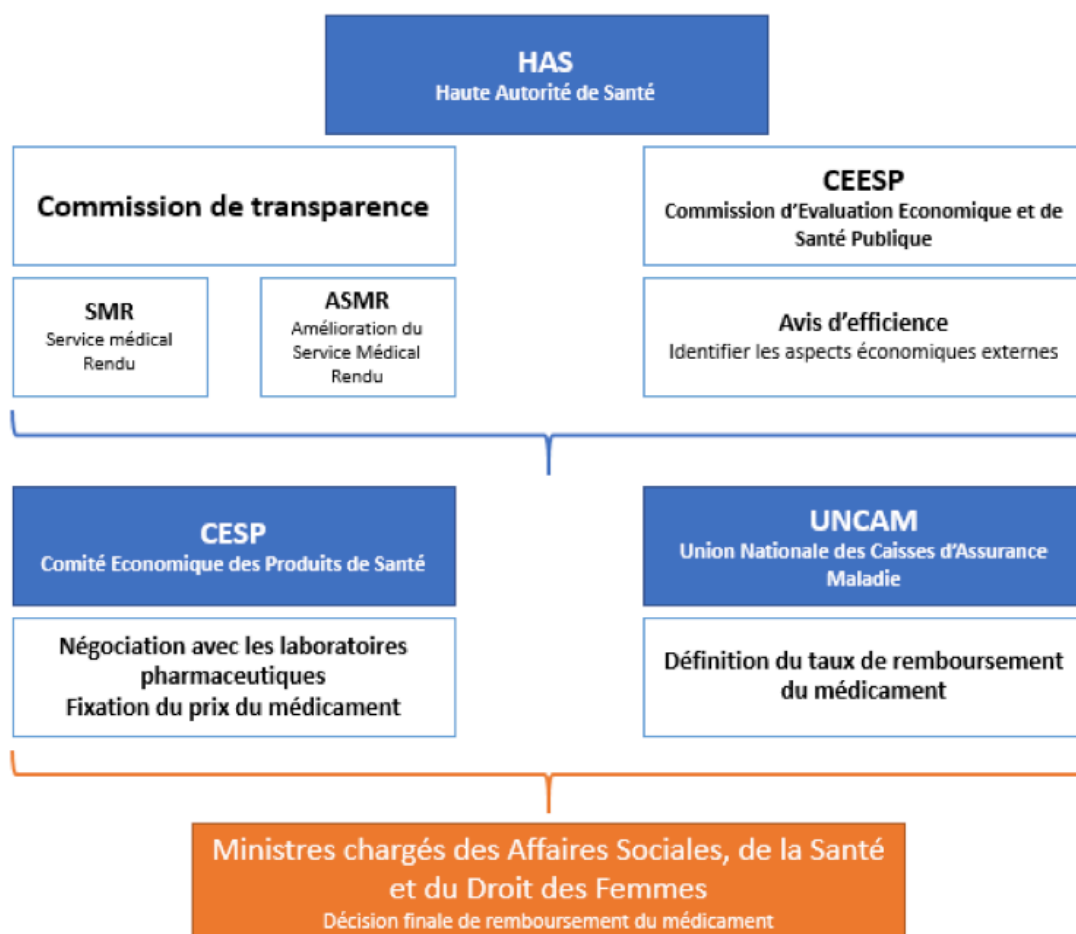 HAS
Haute Autorité de Santé
Commission de transparence
CEESP
Commission d'Evaluation Economique et de
Santé Publique
SMR
Service médical
Rendu
ASMR
Amélioration du
Service Médical
Rendu
Avis d'efficience
Identifier les aspects économiques externes
CESP
Comité Economique des Produits de Santé
UNCAM
Union Nationale des Caisses d'Assurance
Maladie
Négociation avec les laboratoires
pharmaceutiques
Fixation du prix du médicament
Définition du taux de remboursement
du médicament
Ministres chargés des Affaires Sociales, de la Santé
et du Droit des Femmes
Décision finale de remboursement du médicament